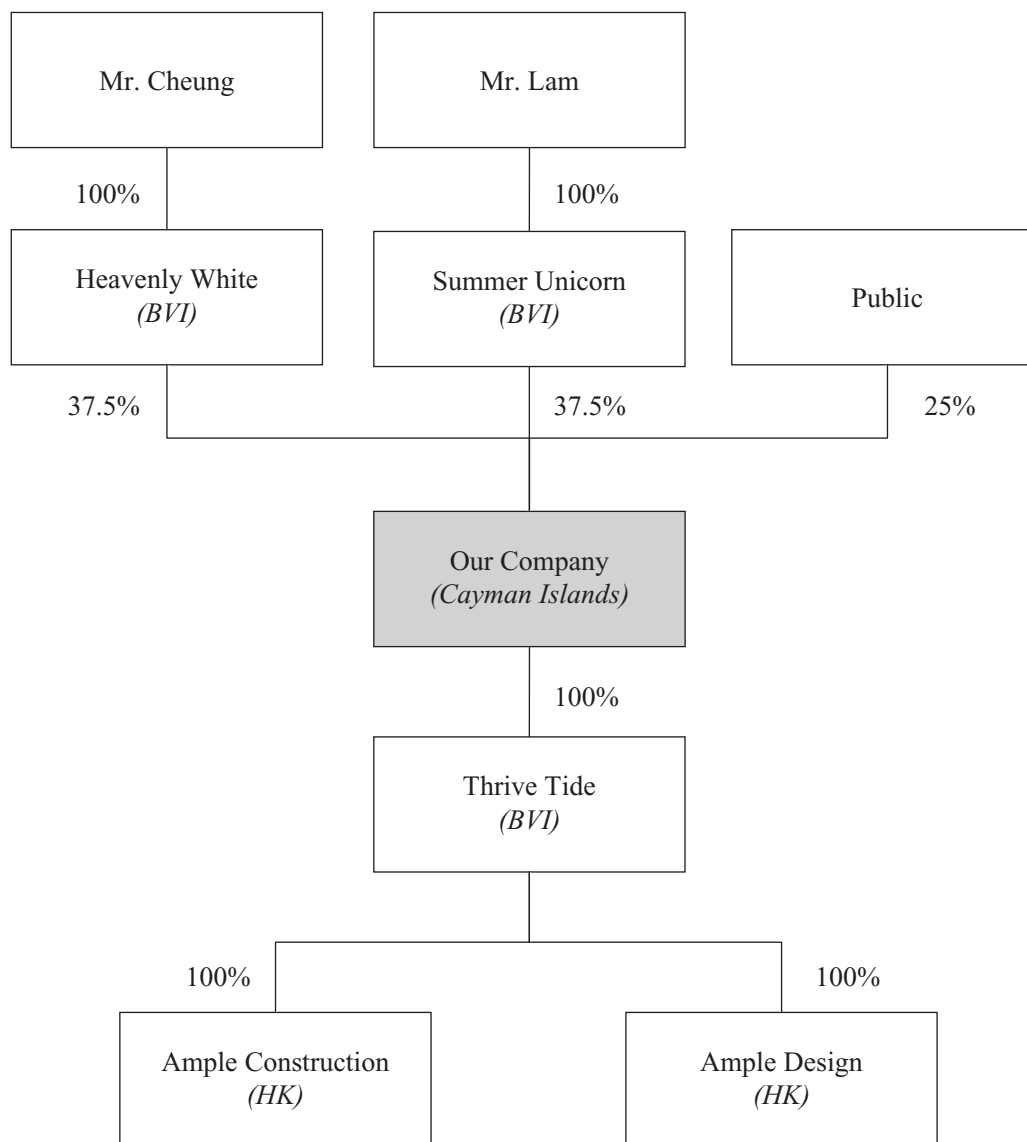 Mr. Cheung
Mr. Lam
100%
100%
Heavenly White
(BVI)
Summer Unicorn
(BVI)
Public
37.5%
37.5%
25%
Our Company
(Cayman Islands)
100%
Thrive Tide
(BVI)
100%
100%
Ample Construction
(HK)
Ample Design
(HK)